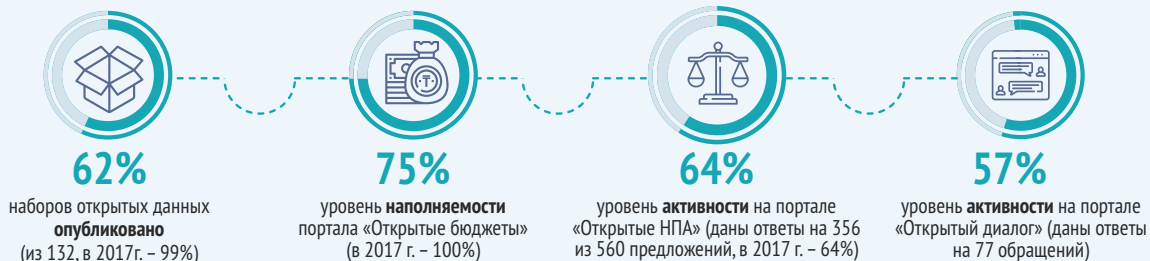 62%
наборов открытых данных
опубликовано
(из 132, в 2017г. – 99%)
75%
уровень наполняемости
портала «Открытые бюджеты»
(в 2017 г. – 100%)
64%
уровень активности на портале
«Открытые НПА» (даны ответы на 356
из 560 предложений, в 2017 г. – 64%)
57%
уровень активности на портале
«Открытый диалог» (даны ответы
на 77 обращений)